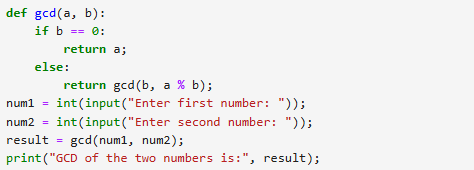 def gcd(a, b):
    if b == 0:
        return a;
    else:
        return gcd(b, a % b);
num1 = int(input("Enter first number: "));
num2 = int(input("Enter second number: "));
result = gcd(num1, num2);
print("GCD of the two numbers is:", result);